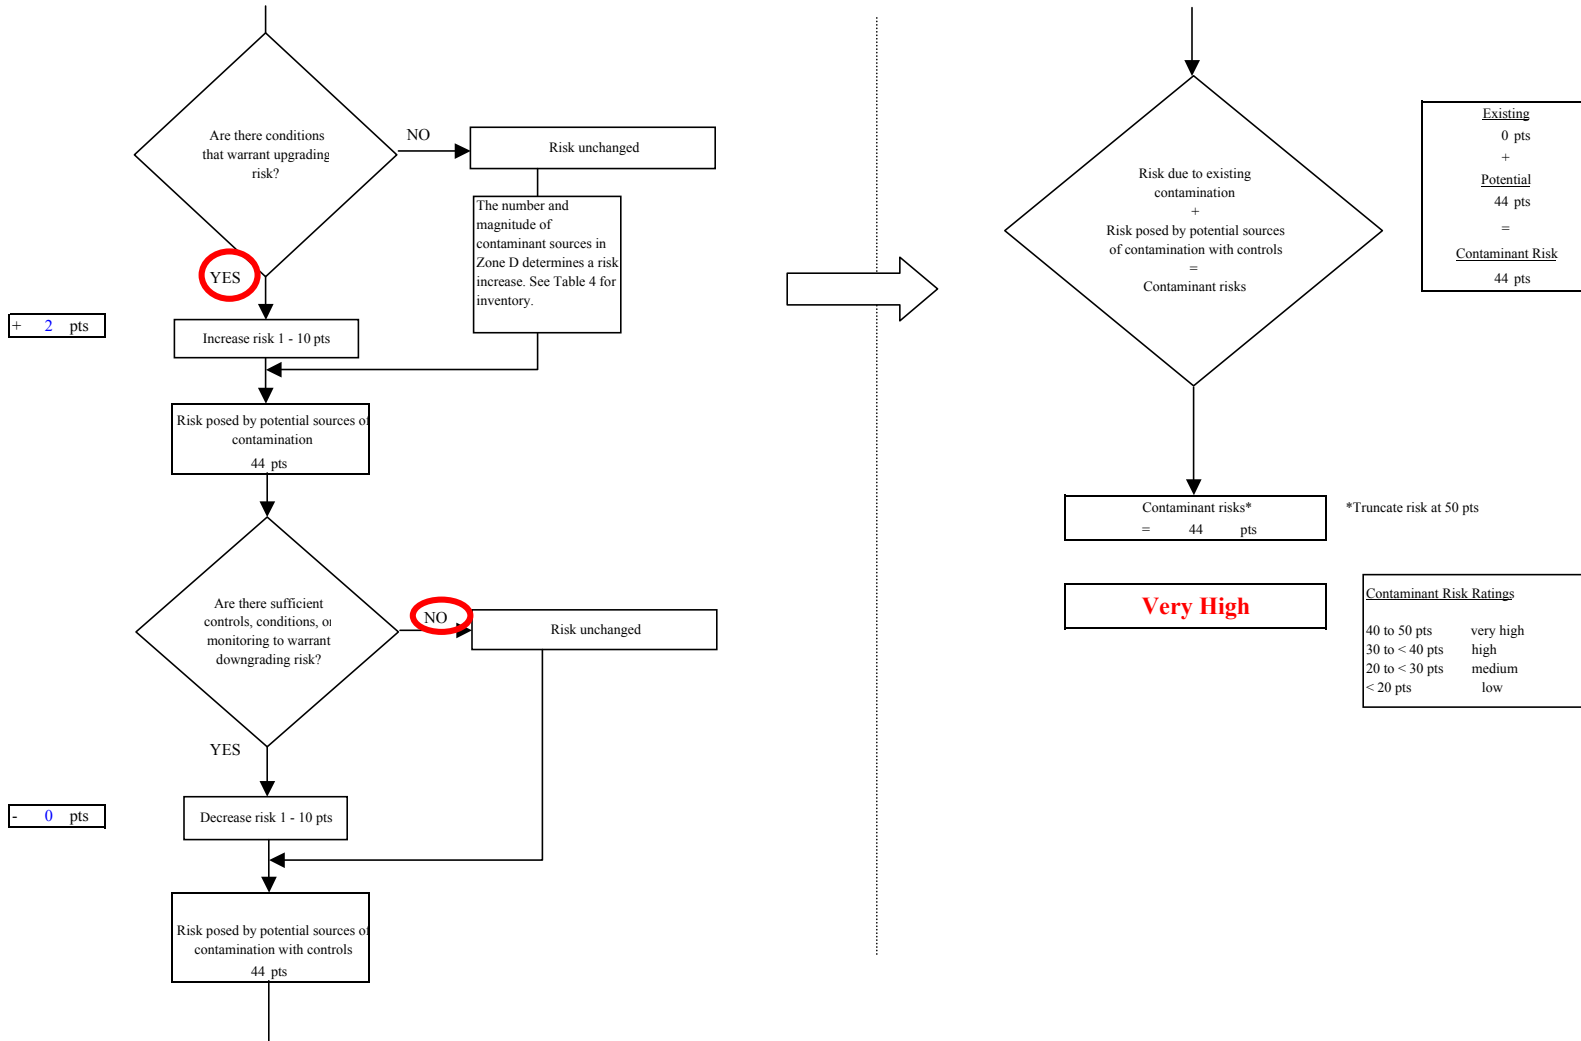 Are there conditions
that warrant upgrading
risk?
NO
Risk unchanged
The number and
magnitude of
contaminant sources in
Zone D determines a risk
increase. See Table 4 for
inventory.
YES
+ 2 pts
Increase risk 1 - 10 pts
Risk posed by potential sources of
contamination
44 pts
Are there sufficient
controls, conditions, or
monitoring to warrant
downgrading risk?
NO
Risk unchanged
YES
- 0 pts
Decrease risk 1 - 10 pts
Risk posed by potential sources of
contamination with controls
44 pts
Risk due to existing
contamination
+
Risk posed by potential sources
of contamination with controls
=
Contaminant risks
Existing
0 pts
+
Potential
44 pts
=
Contaminant Risk
44 pts
Contaminant risks*
= 44 pts
*Truncate risk at 50 pts
Very High
Contaminant Risk Ratings
40 to 50 pts very high
30 to < 40 pts high
20 to < 30 pts medium
< 20 pts low